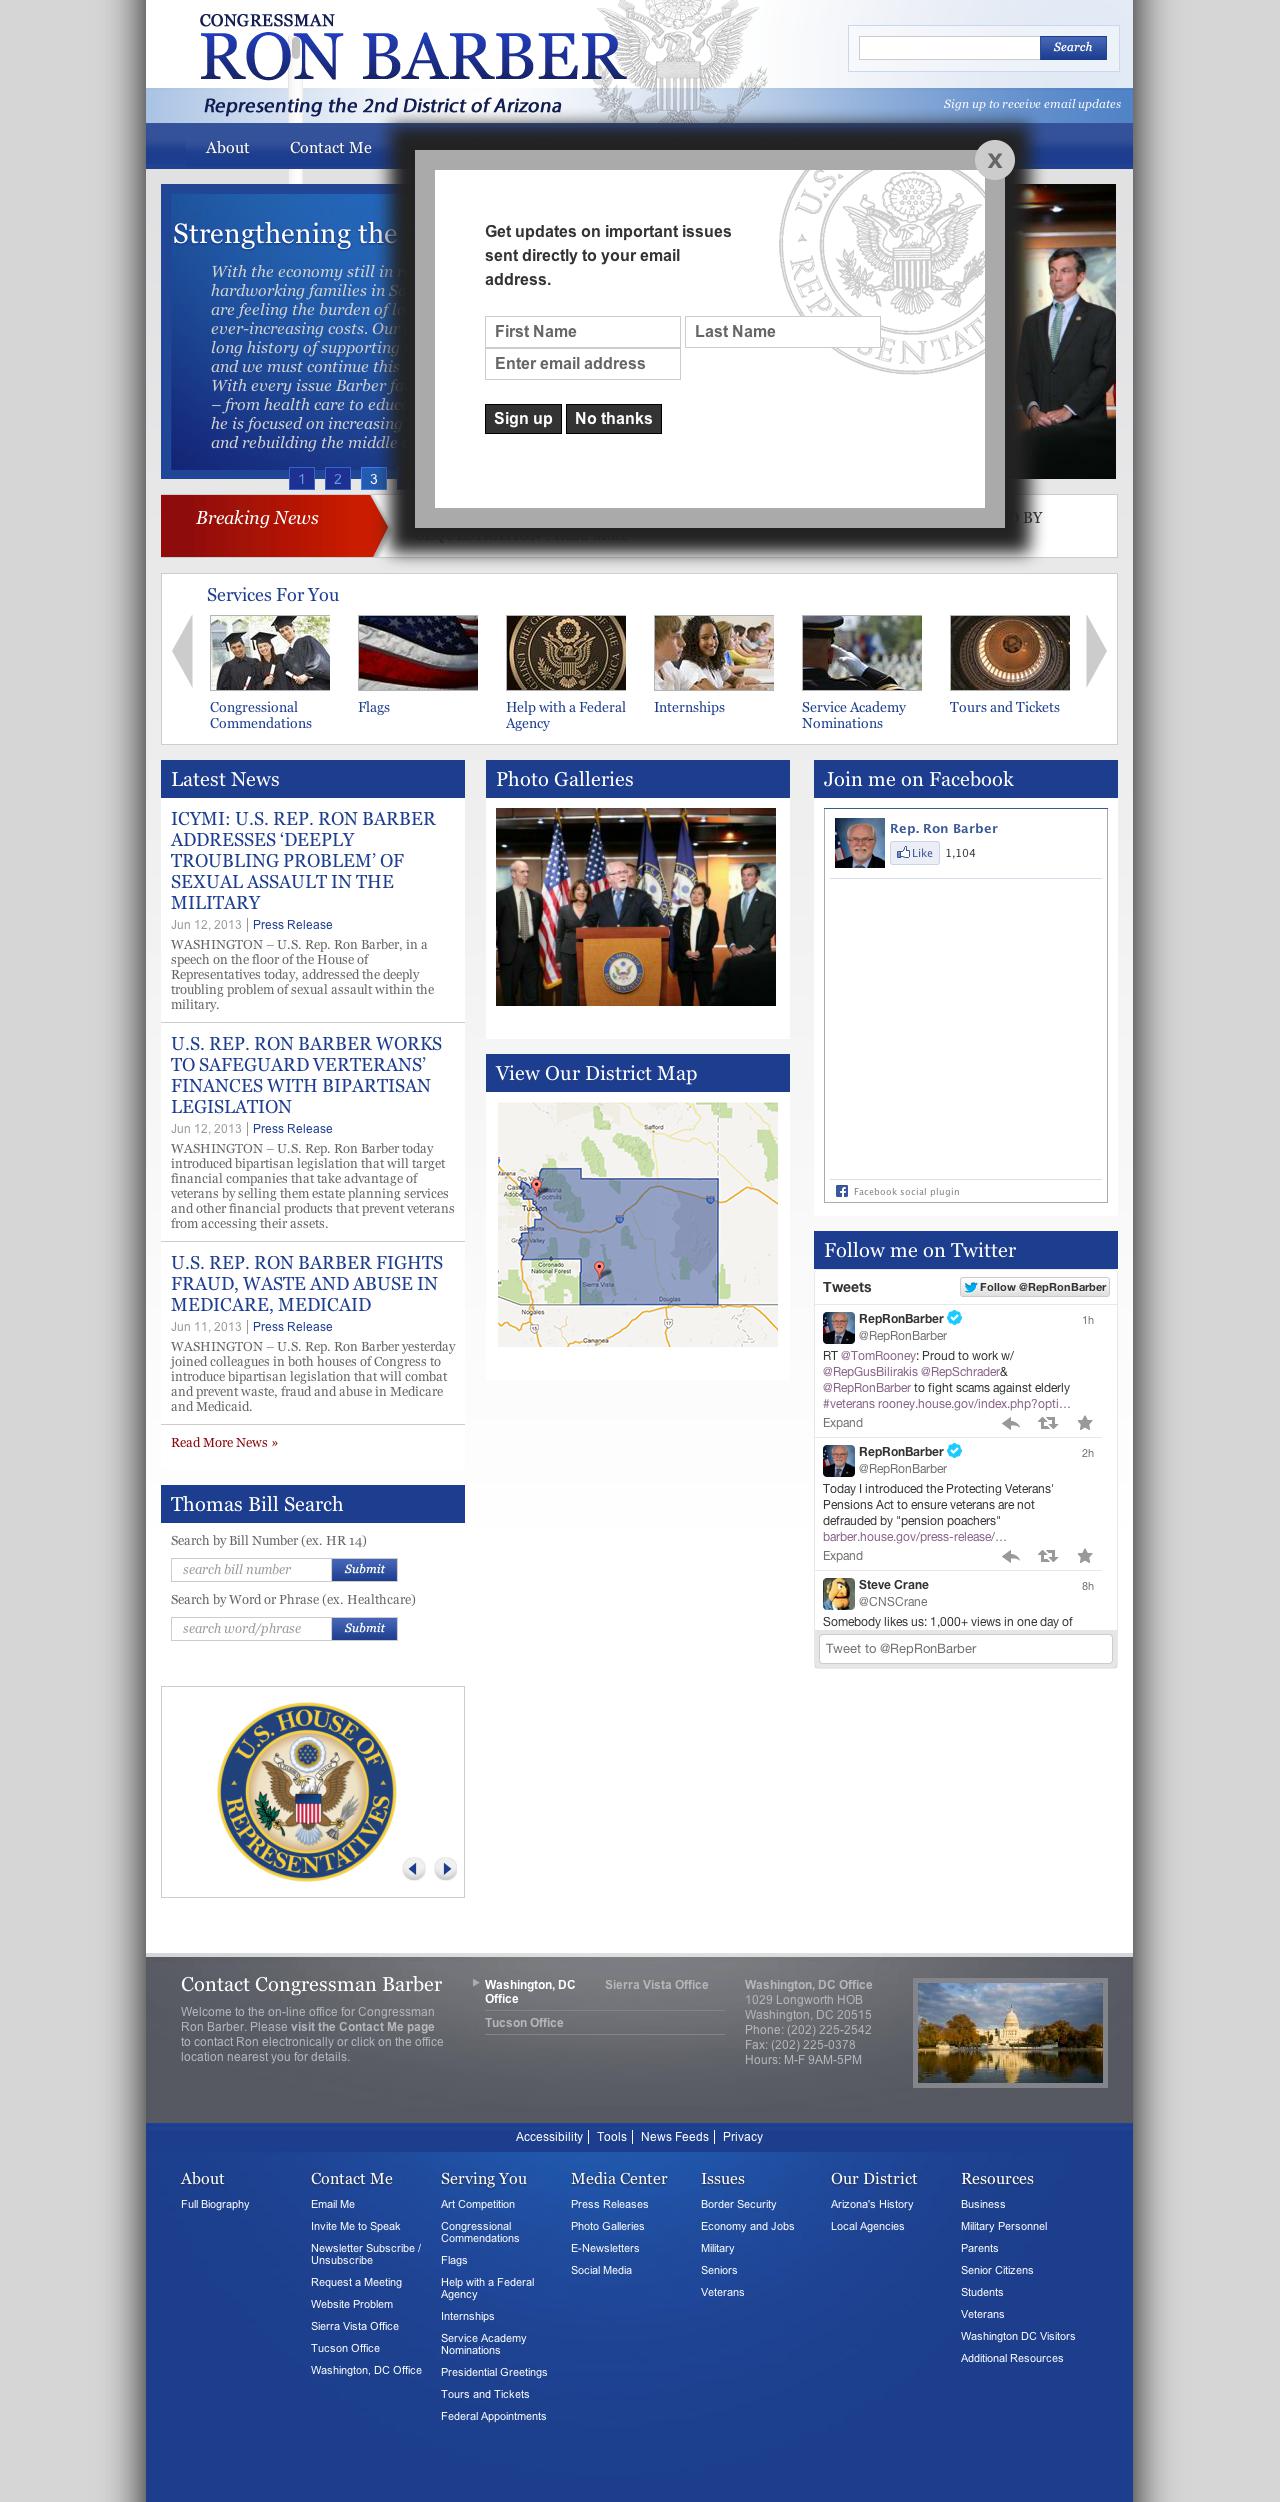 CONGRESSMAN
RON BARBER
Representing the 2nd District of Arizona
Search
Sign up to receive email updates
About
Contact Me
x
Get updates on important issues
sent directly to your email
address.
First Name
Last Name
Enter email address
Sign up
No thanks
Strengthening the
With the economy still in
hardworking families in
are feeling the burden of
ever-increasing costs. Our
long history of supporting
and we must continue this
With every issue Barber
– from health care to
he is focused on increasing
and rebuilding the middle
1 2 3
Breaking News
BY
Services For You
Congressional
Commendations
Flags
Help with a Federal
Agency
Internships
Service Academy
Nominations
Tours and Tickets
Latest News
ICYMI: U.S. REP. RON BARBER
ADDRESSES ‘DEEPLY
TROUBLING PROBLEM’ OF
SEXUAL ASSAULT IN THE
MILITARY
Jun 12, 2013 | Press Release
WASHINGTON – U.S. Rep. Ron Barber, in a
speech on the floor of the House of
Representatives today, addressed the deeply
troubling problem of sexual assault within the
military.
U.S. REP. RON BARBER WORKS
TO SAFEGUARD VERTERANS’
FINANCES WITH BIPARTISAN
LEGISLATION
Jun 12, 2013 | Press Release
WASHINGTON – U.S. Rep. Ron Barber today
introduced bipartisan legislation that will target
financial companies that take advantage of
veterans by selling them estate planning services
and other financial products that prevent veterans
from accessing their assets.
U.S. REP. RON BARBER FIGHTS
FRAUD, WASTE AND ABUSE IN
MEDICARE, MEDICAID
Jun 11, 2013 | Press Release
WASHINGTON – U.S. Rep. Ron Barber yesterday
joined colleagues in both houses of Congress to
introduce bipartisan legislation that will combat
and prevent waste, fraud and abuse in Medicare
and Medicaid.
Read More News »
Thomas Bill Search
Search by Bill Number (ex. HR 14)
search bill number
Submit
Search by Word or Phrase (ex. Healthcare)
search word/phrase
Submit
U.S. HOUSE OF
REPRESENTATIVES
Photo Galleries
View Our District Map
Safford
Tucson
Green Valley
Coronado
National Forest
Sierra Vista
Douglas
Nogales
Cananea
Join me on Facebook
Rep. Ron Barber
Like 1,104
Facebook social plugin
Follow me on Twitter
Tweets
Follow @RepRonBarber
RepRonBarber 1h
@RepRonBarber
RT @TomRooney: Proud to work w/
@RepGusBilirakis @RepSchrader&
@RepRonBarber to fight scams against elderly
#veterans rooney.house.gov/index.php?opti…
Expand
RepRonBarber 2h
@RepRonBarber
Today I introduced the Protecting Veterans'
Pensions Act to ensure veterans are not
defrauded by "pension poachers"
barber.house.gov/press-release/…
Expand
Steve Crane 8h
@CNSCrane
Somebody likes us: 1,000+ views in one day of
Tweet to @RepRonBarber
Contact Congressman Barber
Welcome to the on-line office for Congressman
Ron Barber. Please visit the Contact Me page
to contact Ron electronically or click on the office
location nearest you for details.
Washington, DC
Office
Sierra Vista Office
Tucson Office
Washington, DC Office
1029 Longworth HOB
Washington, DC 20515
Phone: (202) 225-2542
Fax: (202) 225-0378
Hours: M-F 9AM-5PM
Accessibility | Tools | News Feeds | Privacy
About
Full Biography
Contact Me
Email Me
Invite Me to Speak
Newsletter Subscribe /
Unsubscribe
Request a Meeting
Website Problem
Sierra Vista Office
Tucson Office
Washington, DC Office
Serving You
Art Competition
Congressional
Commendations
Flags
Help with a Federal
Agency
Internships
Service Academy
Nominations
Presidential Greetings
Tours and Tickets
Federal Appointments
Media Center
Press Releases
Photo Galleries
E-Newsletters
Social Media
Issues
Border Security
Economy and Jobs
Military
Seniors
Veterans
Our District
Arizona's History
Local Agencies
Resources
Business
Military Personnel
Parents
Senior Citizens
Students
Veterans
Washington DC Visitors
Additional Resources